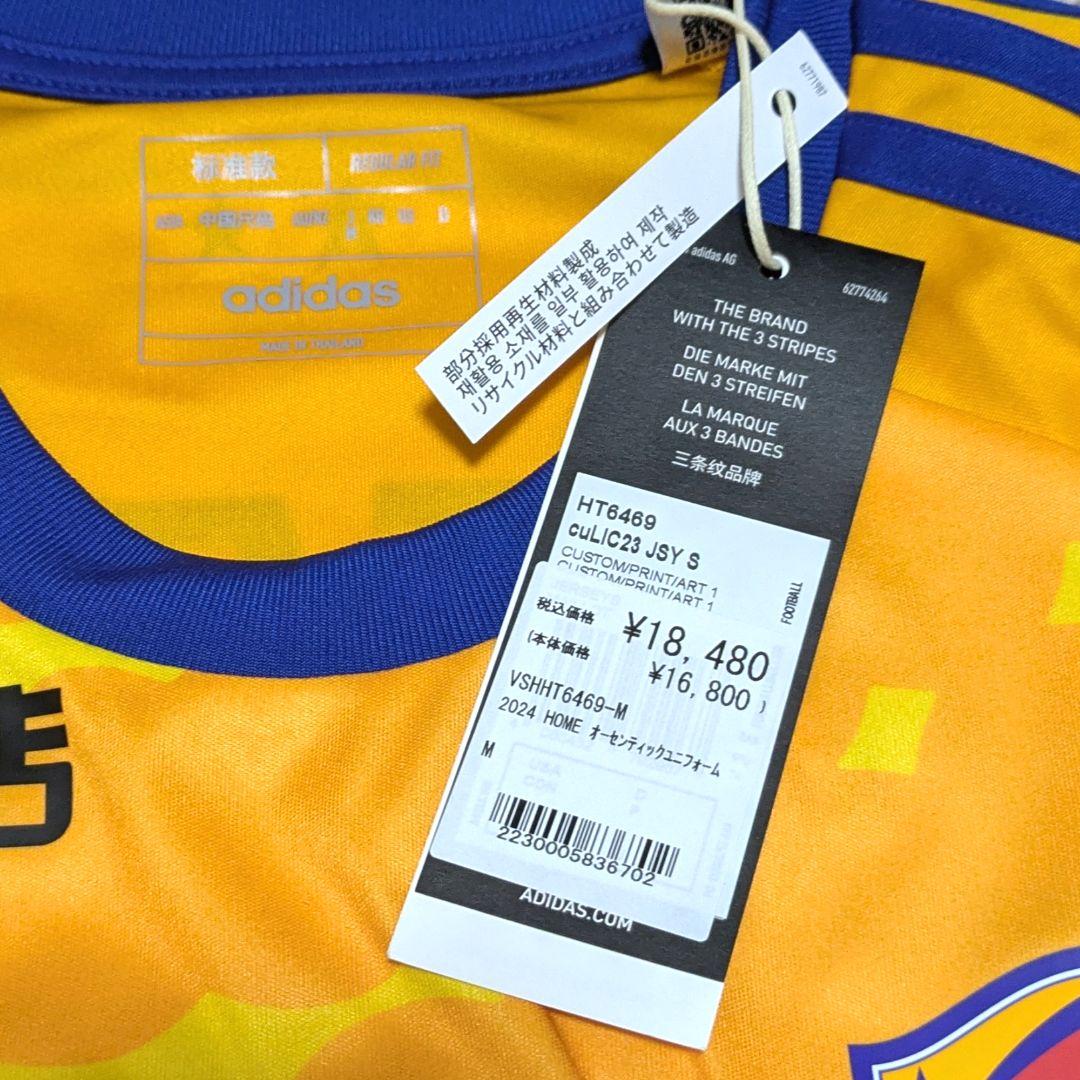 标准款
REGULAR FIT
adidas
MADE IN THAILAND
62771987
部分採用再生材料製成
재활용 소재를 일부 활용하여 제작
リサイクル材料と組み合わせて製造
adidas AG
62774264
THE BRAND
WITH THE 3 STRIPES
DIE MARKE MIT
DEN 3 STREIFEN
LA MARQUE
AUX 3 BANDES
三条纹品牌
HT6469
cuLIC23 JSY S
CUSTOM/PRINT/ART 1
CUSTOM/PRINT/ART 1
FOOTBALL
税込価格 ¥18,480
(本体価格 ¥16,800 )
VSHHT6469-M
2024 HOME オーセンティックユニフォーム
M
2230005836702
ADIDAS.COM